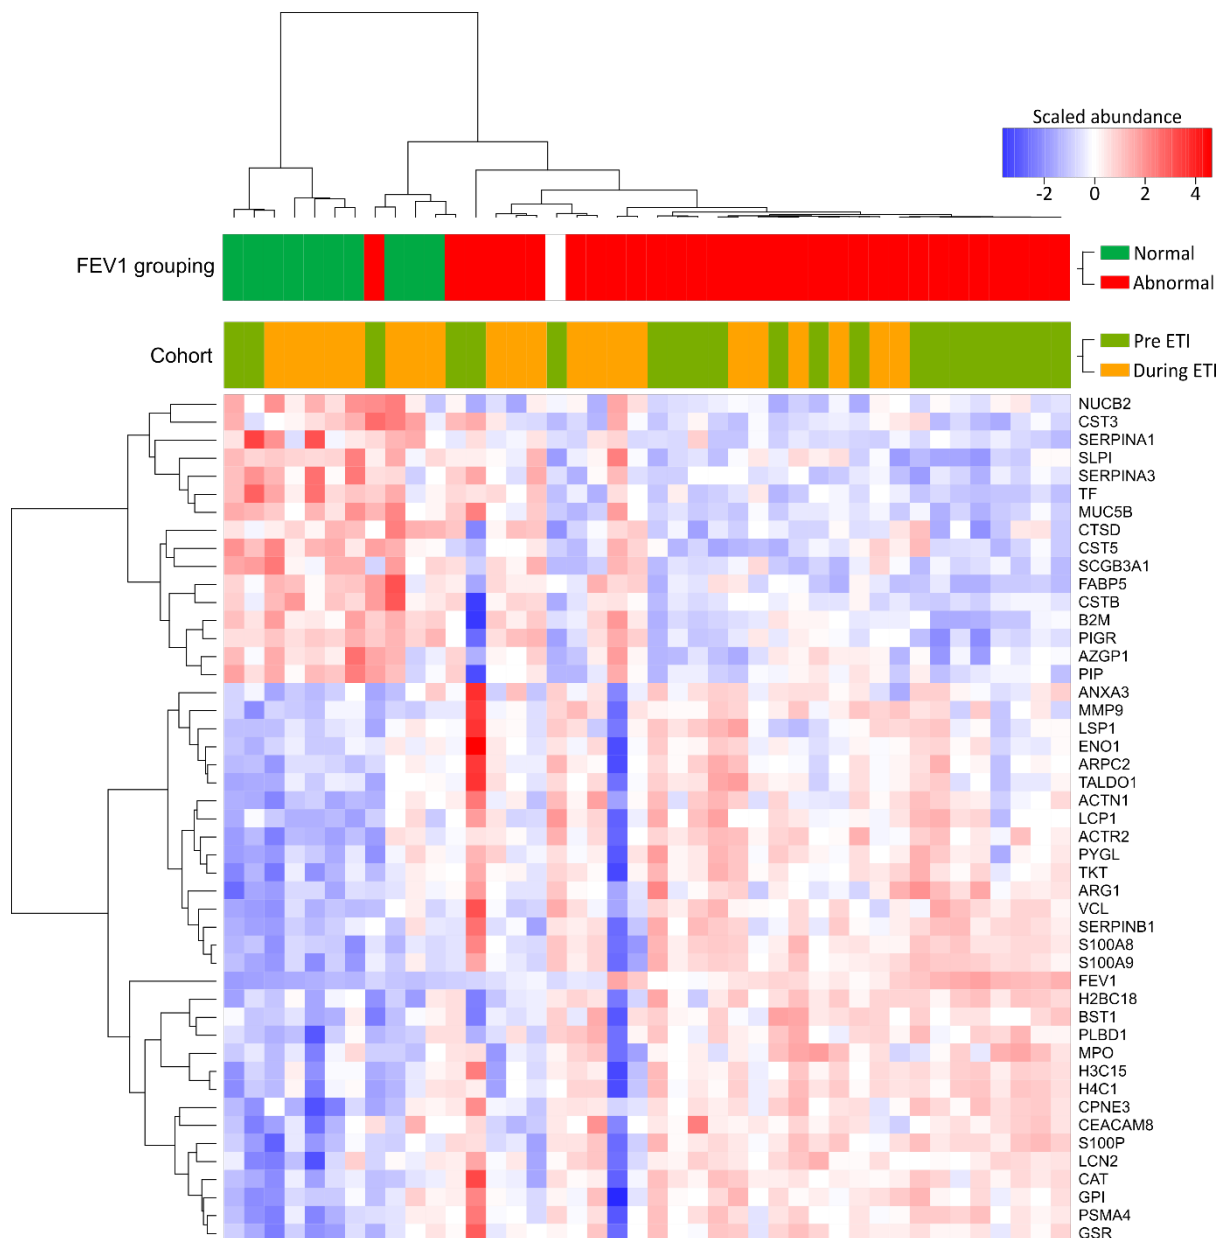 Scaled abundance
-2 0 2 4
FEV1 grouping
Normal
Abnormal
Cohort
Pre ETI
During ETI
NUCB2
CST3
SERPINA1
SLPI
SERPINA3
TF
MUC5B
CTSD
CST5
SCGB3A1
FABP5
CSTB
B2M
PIGR
AZGP1
PIP
ANXA3
MMP9
LSP1
ENO1
ARPC2
TALDO1
ACTN1
LCP1
ACTR2
PYGL
TKT
ARG1
VCL
SERPINB1
S100A8
S100A9
FEV1
H2BC18
BST1
PLBD1
MPO
H3C15
H4C1
CPNE3
CEACAM8
S100P
LCN2
CAT
GPI
PSMA4
GSR